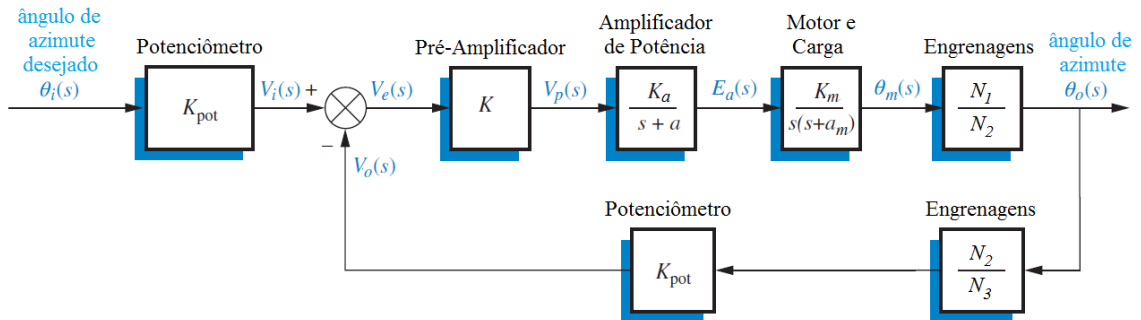 ângulo de
azimute
desejado
θi(s)
Potenciômetro
Kpot
Vi(s) +
−
Ve(s)
Pré-Amplificador
K
Vp(s)
Amplificador
de Potência
Ka
s + a
Ea(s)
Motor e
Carga
Km
s(s+am)
θm(s)
Engrenagens
N1
N2
ângulo de
azimute
θo(s)
Vo(s)
Potenciômetro
Kpot
Engrenagens
N2
N3